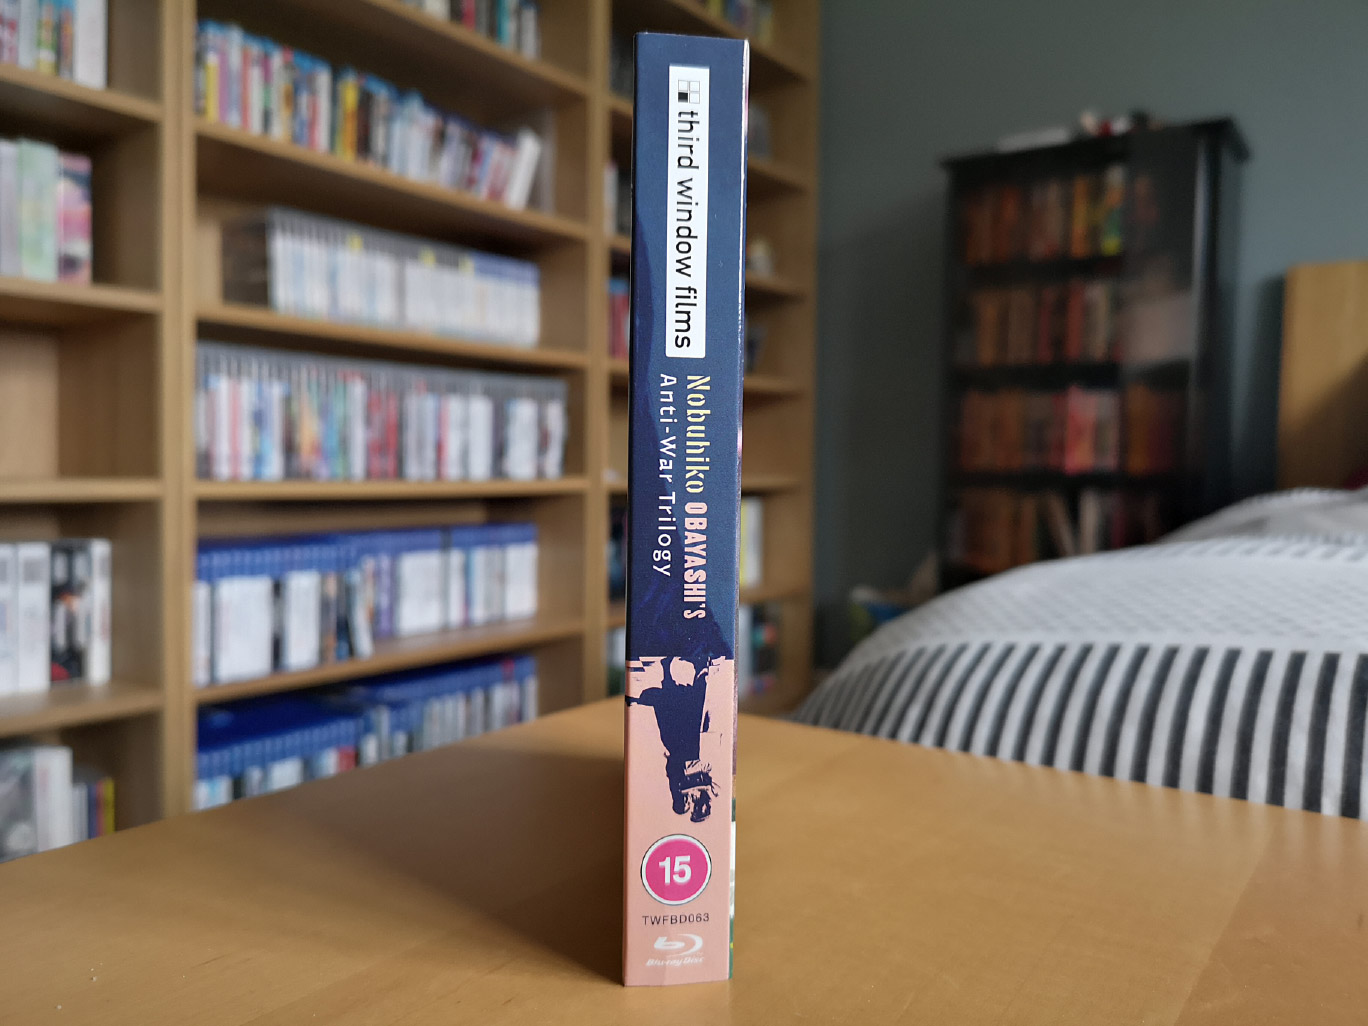 third window films
Nobuhiko OBAYASHI'S
Anti-War Trilogy
15
TWFBD063
Blu-ray Disc